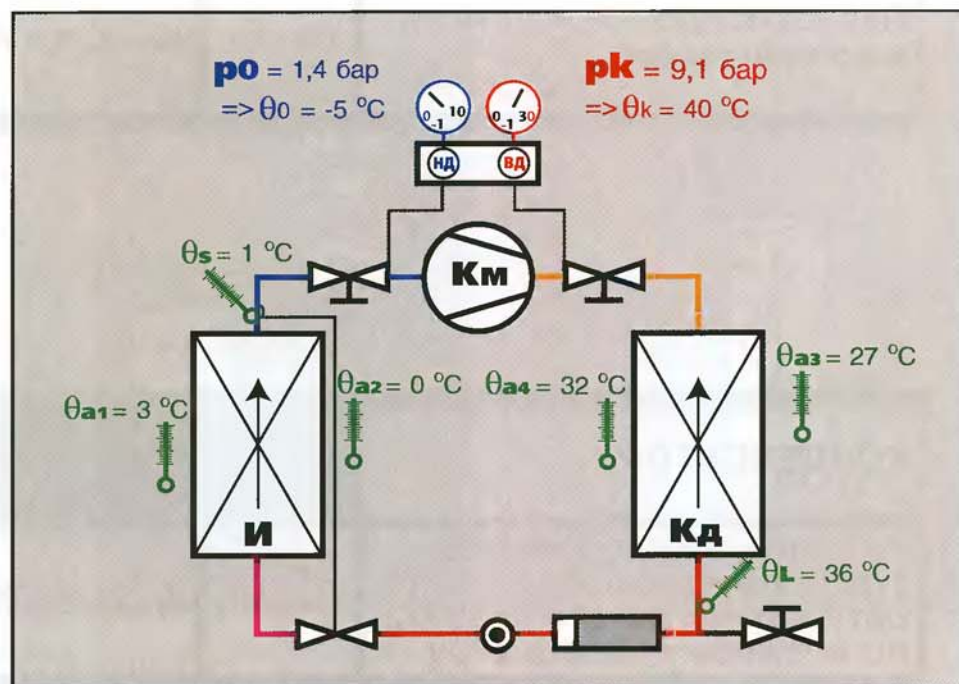 p0 = 1,4 бар
=> θ0 = -5 °C
pk = 9,1 бар
=> θk = 40 °C
0 -1 10
0 -1 30
НД
ВД
θs = 1 °C
Км
θa1 = 3 °C
θa2 = 0 °C
θa4 = 32 °C
θa3 = 27 °C
И
Кд
θL = 36 °C